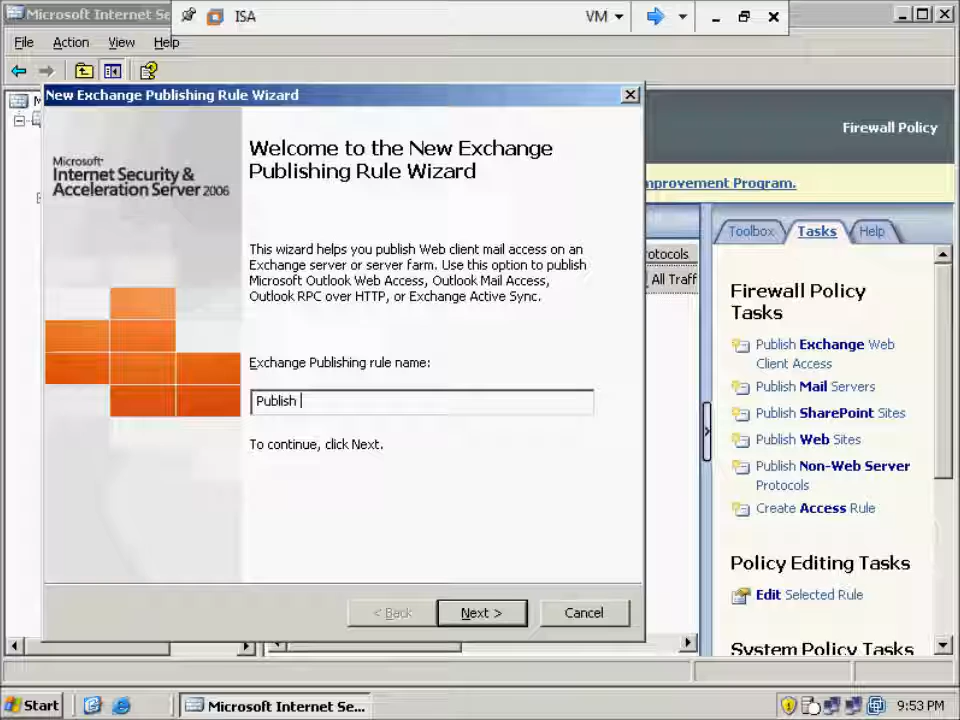 Microsoft Internet Se
ISA
VM
File Action View Help
New Exchange Publishing Rule Wizard
Microsoft
Internet Security &
Acceleration Server 2006
Welcome to the New Exchange
Publishing Rule Wizard
This wizard helps you publish Web client mail access on an
Exchange server or server farm. Use this option to publish
Microsoft Outlook Web Access, Outlook Mail Access,
Outlook RPC over HTTP, or Exchange Active Sync.
Exchange Publishing rule name:
Publish
To continue, click Next.
< Back Next > Cancel
Firewall Policy
mprovement Program.
otocols
All Traff
Toolbox Tasks Help
Firewall Policy
Tasks
Publish Exchange Web
Client Access
Publish Mail Servers
Publish SharePoint Sites
Publish Web Sites
Publish Non-Web Server
Protocols
Create Access Rule
Policy Editing Tasks
Edit Selected Rule
System Policy Tasks
Start
Microsoft Internet Se...
9:53 PM